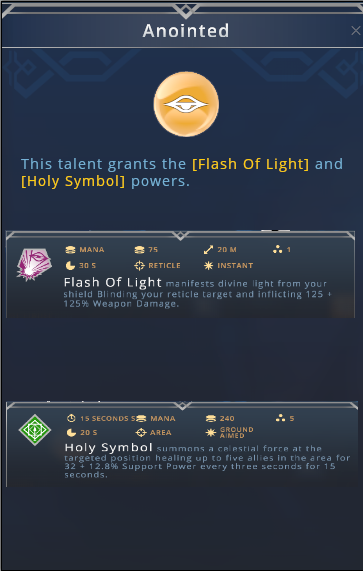 Anointed
This talent grants the [Flash Of Light] and
[Holy Symbol] powers.
MANA 75 20 M 1
30 S RETICLE INSTANT
Flash Of Light manifests divine light from your
shield Blinding your reticle target and inflicting 125 +
125% Weapon Damage.
15 SECONDS S MANA 240 5
20 S AREA GROUND
AIMED
Holy Symbol summons a celestial force at the
targeted position healing up to five allies in the area for
32 + 12.8% Support Power every three seconds for 15
seconds.